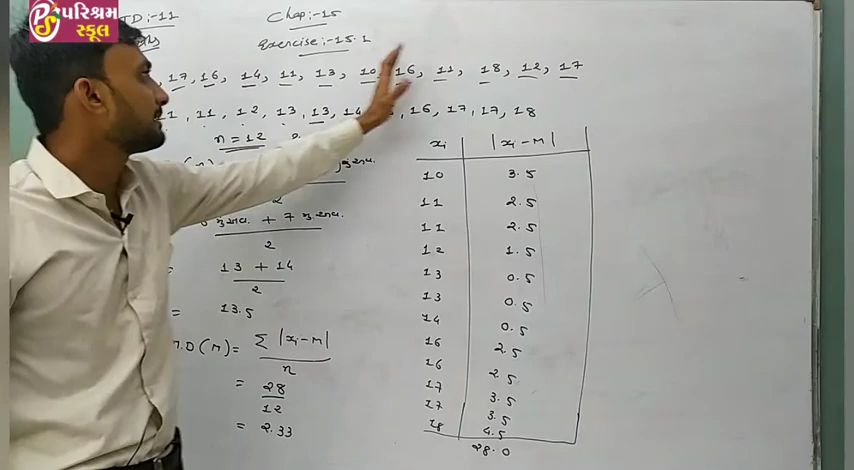 પરિશ્રમ
સ્કૂલ
TD:-11
Chap:-15
Exercise:-15.1
17, 16, 14, 11, 13, 10, 16, 11, 18, 12, 17
11, 12, 13, 13, 14, 16, 17, 17, 18
n = 12
xi |xi - M|
10 3.5
11 2.5
11 2.5
12 1.5
13 0.5
13 0.5
14 0.5
16 2.5
16 2.5
17 3.5
17 3.5
18 4.5
28.0
+ 7
2
13 + 14
2
= 13.5
.D(M) = Σ |xi - M|
n
= 28
12
= 2.33